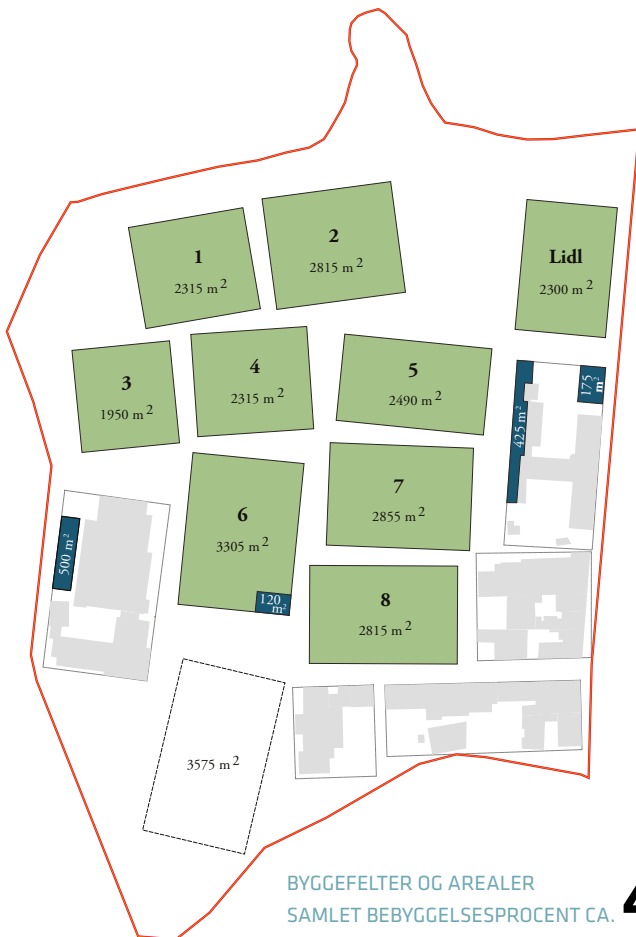 1
2315 m²
2
2815 m²
Lidl
2300 m²
3
1950 m²
4
2315 m²
5
2490 m²
175 m²
425 m²
6
3305 m²
7
2855 m²
500 m²
120 m²
8
2815 m²
3575 m²
BYGGEFELTER OG AREALER
SAMLET BEBYGGELSESPROCENT CA.